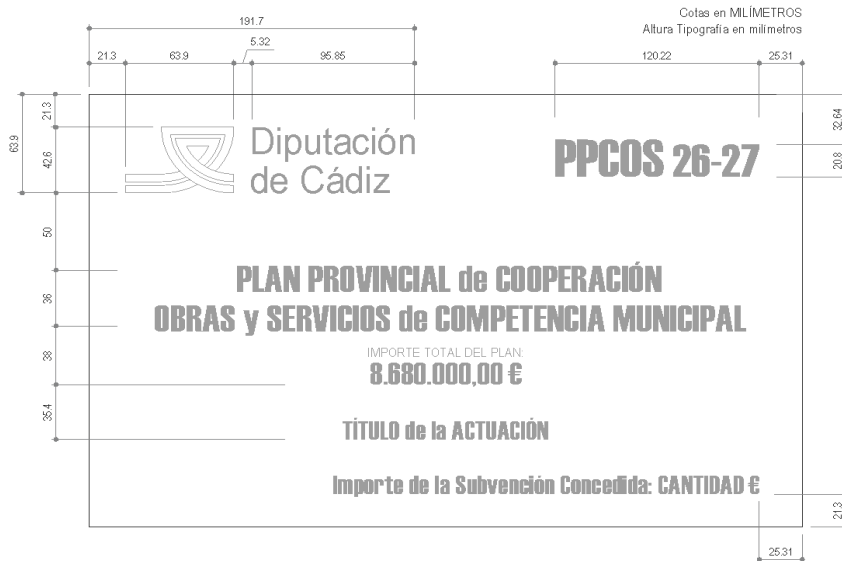 Cotas en MILÍMETROS
Altura Tipografía en milímetros
191.7
5.32
21.3
63.9
95.85
120.22
25.31
21.3
63.9
42.6
32.64
20.8
Diputación
de Cádiz
PPCOS 26-27
50
PLAN PROVINCIAL de COOPERACIÓN
36
OBRAS y SERVICIOS de COMPETENCIA MUNICIPAL
38
IMPORTE TOTAL DEL PLAN:
8.680.000,00 €
35.4
TÍTULO de la ACTUACIÓN
Importe de la Subvención Concedida: CANTIDAD €
21.3
25.31